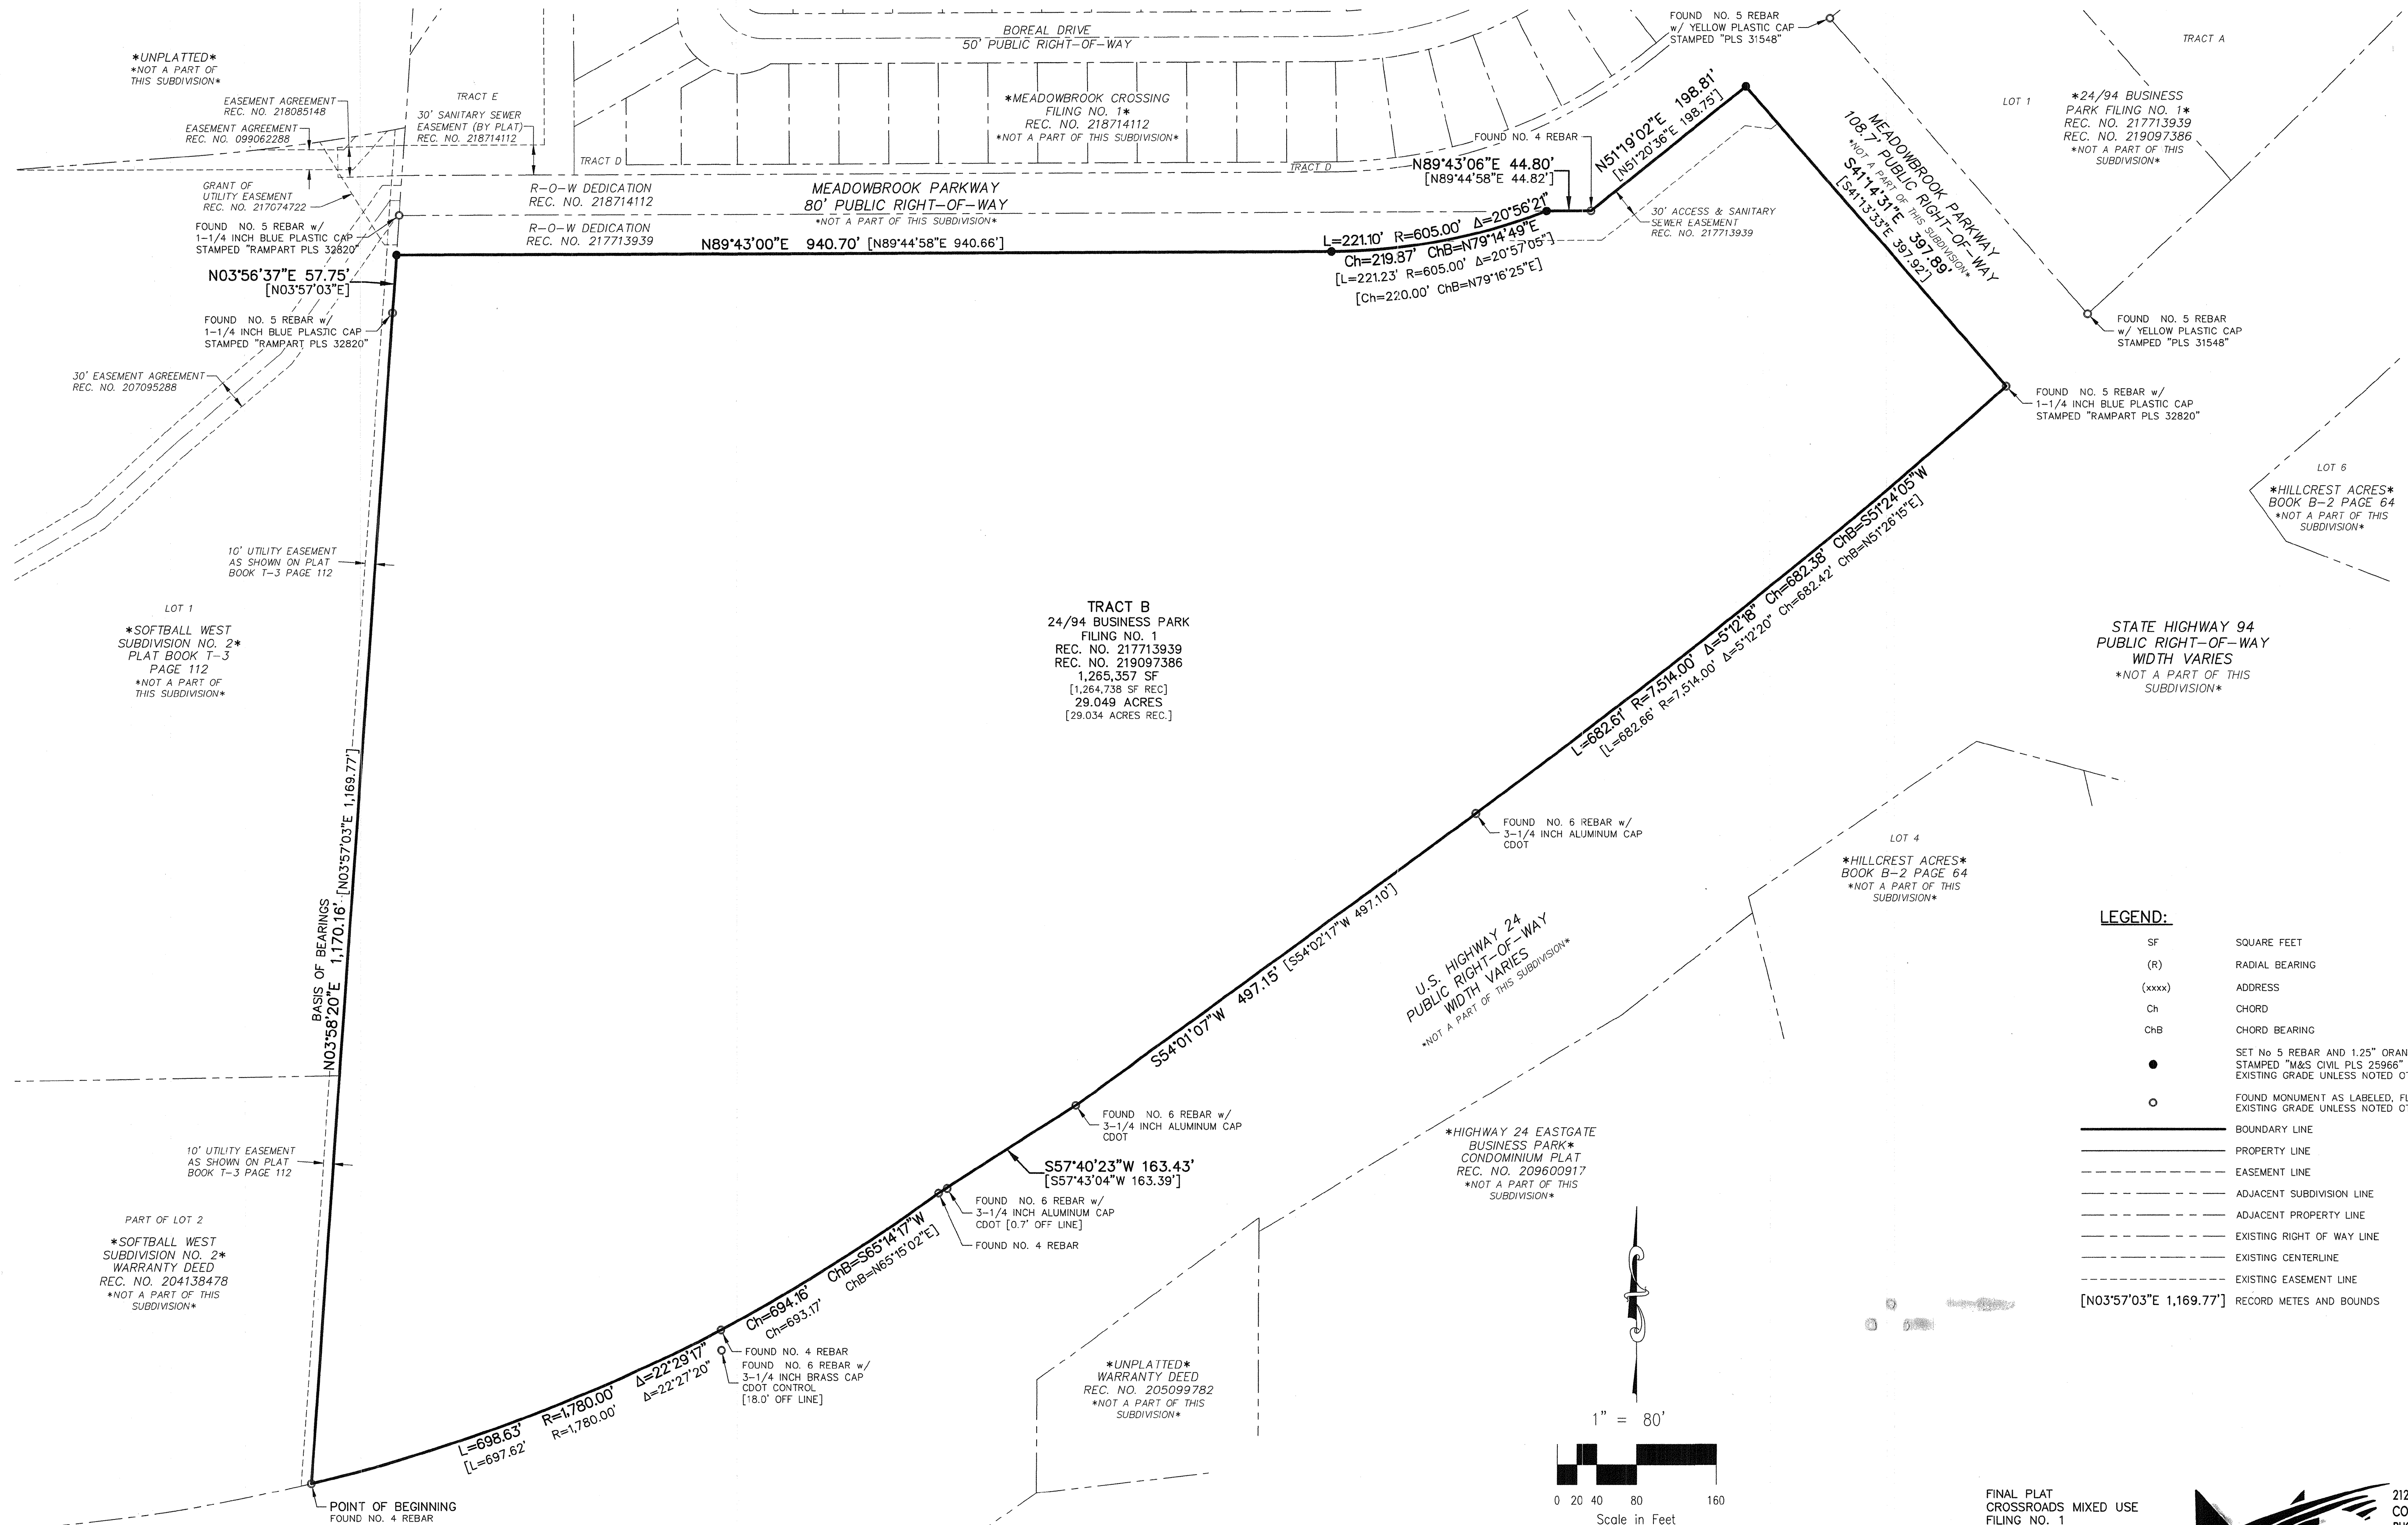 BOREAL DRIVE
50' PUBLIC RIGHT-OF-WAY
FOUND NO. 5 REBAR
w/ YELLOW PLASTIC CAP
STAMPED "PLS 31548"
TRACT A
*UNPLATTED*
*NOT A PART OF
THIS SUBDIVISION*
EASEMENT AGREEMENT
REC. NO. 218085148
EASEMENT AGREEMENT
REC. NO. 099062288
TRACT E
30' SANITARY SEWER
EASEMENT (BY PLAT)
REC. NO. 218714112
*MEADOWBROOK CROSSING
FILING NO. 1*
REC. NO. 218714112
*NOT A PART OF THIS SUBDIVISION*
TRACT D
TRACT D
LOT 1
*24/94 BUSINESS
PARK FILING NO. 1*
REC. NO. 217713939
REC. NO. 219097386
*NOT A PART OF THIS
SUBDIVISION*
FOUND NO. 4 REBAR
N51°19'02"E 198.81'
[N51°20'36"E 198.75']
N89°43'06"E 44.80'
[N89°44'58"E 44.82']
MEADOWBROOK PARKWAY
108.7' PUBLIC RIGHT-OF-WAY
*NOT A PART OF THIS SUBDIVISION*
S41°14'31"E 397.89'
[S41°13'33"E 397.92']
GRANT OF
UTILITY EASEMENT
REC. NO. 217074722
R-O-W DEDICATION
REC. NO. 218714112
MEADOWBROOK PARKWAY
80' PUBLIC RIGHT-OF-WAY
*NOT A PART OF THIS SUBDIVISION*
R-O-W DEDICATION
REC. NO. 217713939
30' ACCESS & SANITARY
SEWER EASEMENT
REC. NO. 217713939
FOUND NO. 5 REBAR w/
1-1/4 INCH BLUE PLASTIC CAP
STAMPED "RAMPART PLS 32820"
N89°43'00"E 940.70' [N89°44'58"E 940.66']
L=221.10' R=605.00' Δ=20°56'21"
Ch=219.87' ChB=N79°14'49"E
[L=221.23' R=605.00' Δ=20°57'05"]
[Ch=220.00' ChB=N79°16'25"E]
N03°56'37"E 57.75'
[N03°57'03"E]
FOUND NO. 5 REBAR w/
1-1/4 INCH BLUE PLASTIC CAP
STAMPED "RAMPART PLS 32820"
FOUND NO. 5 REBAR
w/ YELLOW PLASTIC CAP
STAMPED "PLS 31548"
30' EASEMENT AGREEMENT
REC. NO. 207095288
FOUND NO. 5 REBAR w/
1-1/4 INCH BLUE PLASTIC CAP
STAMPED "RAMPART PLS 32820"
LOT 6
*HILLCREST ACRES*
BOOK B-2 PAGE 64
*NOT A PART OF THIS
SUBDIVISION*
10' UTILITY EASEMENT
AS SHOWN ON PLAT
BOOK T-3 PAGE 112
LOT 1
*SOFTBALL WEST
SUBDIVISION NO. 2*
PLAT BOOK T-3
PAGE 112
*NOT A PART OF
THIS SUBDIVISION*
TRACT B
24/94 BUSINESS PARK
FILING NO. 1
REC. NO. 217713939
REC. NO. 219097386
1,265,357 SF
[1,264,738 SF REC]
29.049 ACRES
[29.034 ACRES REC.]
STATE HIGHWAY 94
PUBLIC RIGHT-OF-WAY
WIDTH VARIES
*NOT A PART OF THIS
SUBDIVISION*
L=682.61' R=7,514.00' Δ=5°12'18" Ch=682.38' ChB=S51°24'05"W
[L=682.66' R=7,514.00' Δ=5°12'20" Ch=682.42' ChB=N51°26'15"E]
BASIS OF BEARINGS
N03°58'20"E 1,170.16' [N03°57'03"E 1,169.77']
FOUND NO. 6 REBAR w/
3-1/4 INCH ALUMINUM CAP
CDOT
LOT 4
*HILLCREST ACRES*
BOOK B-2 PAGE 64
*NOT A PART OF THIS
SUBDIVISION*
S54°01'07"W 497.15' [S54°02'17"W 497.10']
U.S. HIGHWAY 24
PUBLIC RIGHT-OF-WAY
WIDTH VARIES
*NOT A PART OF THIS SUBDIVISION*
LEGEND:
SF SQUARE FEET
(R) RADIAL BEARING
(xxxx) ADDRESS
Ch CHORD
ChB CHORD BEARING
SET No 5 REBAR AND 1.25" ORAN
STAMPED "M&S CIVIL PLS 25966"
EXISTING GRADE UNLESS NOTED OT
FOUND MONUMENT AS LABELED, FL
EXISTING GRADE UNLESS NOTED OT
BOUNDARY LINE
PROPERTY LINE
EASEMENT LINE
ADJACENT SUBDIVISION LINE
ADJACENT PROPERTY LINE
EXISTING RIGHT OF WAY LINE
EXISTING CENTERLINE
EXISTING EASEMENT LINE
[N03°57'03"E 1,169.77'] RECORD METES AND BOUNDS
FOUND NO. 6 REBAR w/
3-1/4 INCH ALUMINUM CAP
CDOT
S57°40'23"W 163.43'
[S57°43'04"W 163.39']
*HIGHWAY 24 EASTGATE
BUSINESS PARK*
CONDOMINIUM PLAT
REC. NO. 209600917
*NOT A PART OF THIS
SUBDIVISION*
10' UTILITY EASEMENT
AS SHOWN ON PLAT
BOOK T-3 PAGE 112
FOUND NO. 6 REBAR w/
3-1/4 INCH ALUMINUM CAP
CDOT [0.7' OFF LINE]
FOUND NO. 4 REBAR
PART OF LOT 2
*SOFTBALL WEST
SUBDIVISION NO. 2*
WARRANTY DEED
REC. NO. 204138478
*NOT A PART OF THIS
SUBDIVISION*
L=698.63' R=1,780.00' Δ=22°29'17" Ch=694.16' ChB=S65°14'17"W
[L=697.62' R=1,780.00' Δ=22°27'20" Ch=693.17' ChB=N65°15'02"E]
FOUND NO. 4 REBAR
FOUND NO. 6 REBAR w/
3-1/4 INCH BRASS CAP
CDOT CONTROL
[18.0' OFF LINE]
*UNPLATTED*
WARRANTY DEED
REC. NO. 205099782
*NOT A PART OF THIS
SUBDIVISION*
1" = 80'
0 20 40 80 160
Scale in Feet
POINT OF BEGINNING
FOUND NO. 4 REBAR
FINAL PLAT
CROSSROADS MIXED USE
FILING NO. 1
212
CO